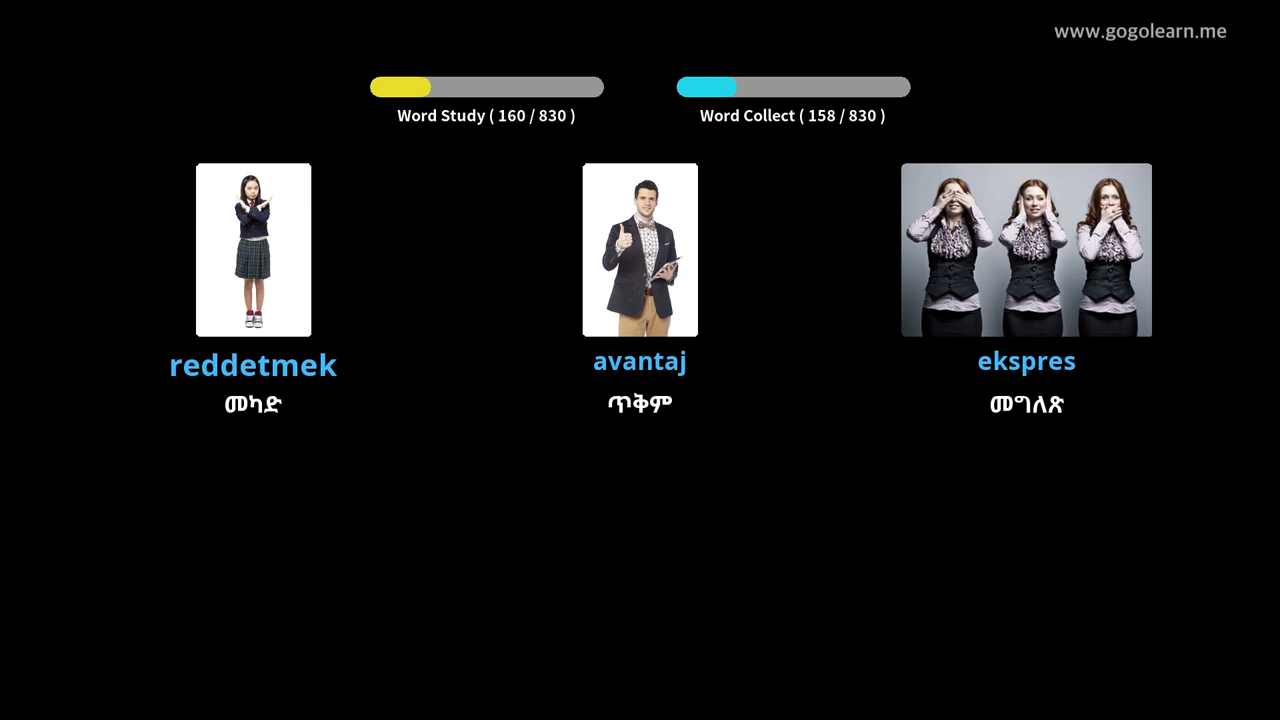 www.gogolearn.me
Word Study ( 160 / 830 )
Word Collect ( 158 / 830 )
reddetmek
avantaj
ekspres
መካድ
ጥቅም
መግለጽ